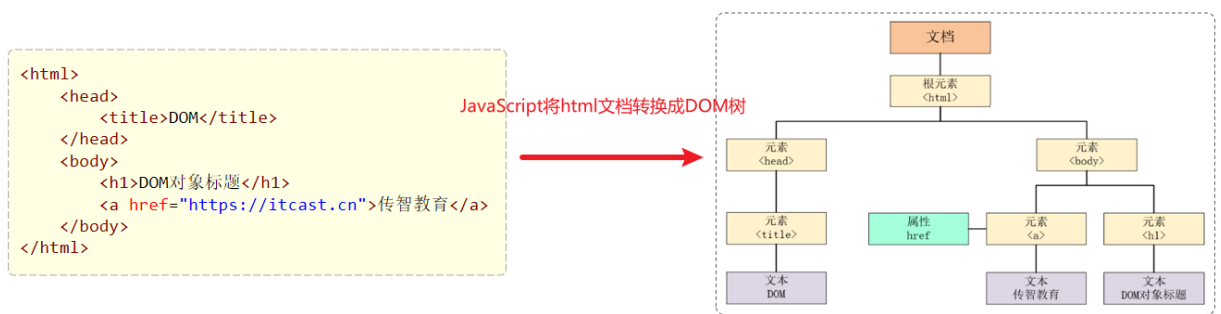 <html>
<head>
<title>DOM</title>
</head>
<body>
<h1>DOM对象标题</h1>
<a href="https://itcast.cn">传智教育</a>
</body>
</html>
JavaScript将html文档转换成DOM树
文档
根元素
<html>
元素
<head>
元素
<body>
元素
<title>
属性
href
元素
<a>
元素
<h1>
文本
DOM
文本
传智教育
文本
DOM对象标题